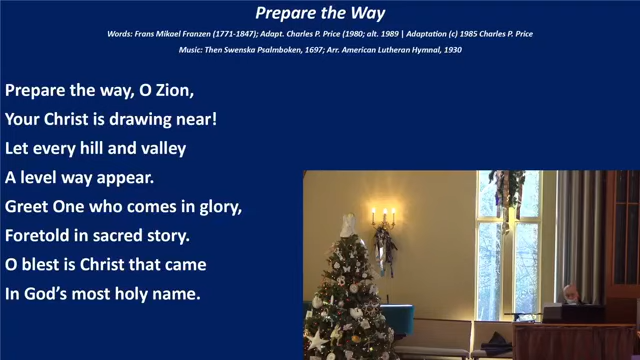 Prepare the Way
Words: Frans Mikael Franzen (1771-1847); Adapt. Charles P. Price (1980; alt. 1989 | Adaptation (c) 1985 Charles P. Price
Music: Then Swenska Psalmboken, 1697; Arr. American Lutheran Hymnal, 1930
Prepare the way, O Zion,
Your Christ is drawing near!
Let every hill and valley
A level way appear.
Greet One who comes in glory,
Foretold in sacred story.
O blest is Christ that came
In God's most holy name.